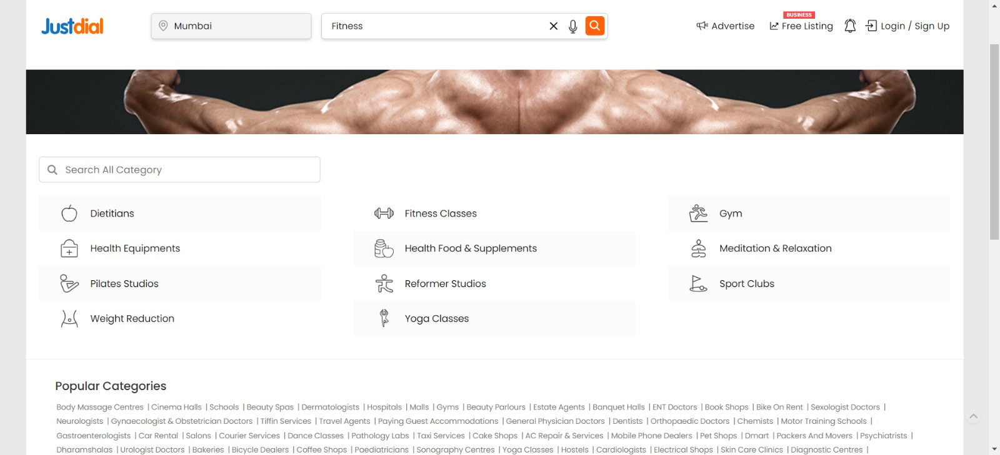 Justdial
Mumbai
Fitness
Advertise
BUSINESS
Free Listing
Login / Sign Up
Search All Category
Dietitians
Fitness Classes
Gym
Health Equipments
Health Food & Supplements
Meditation & Relaxation
Pilates Studios
Reformer Studios
Sport Clubs
Weight Reduction
Yoga Classes
Popular Categories
Body Massage Centres | Cinema Halls | Schools | Beauty Spas | Dermatologists | Hospitals | Malls | Gyms | Beauty Parlours | Estate Agents | Banquet Halls | ENT Doctors | Book Shops | Bike On Rent | Sexologist Doctors |
Neurologists | Gynaecologist & Obstetrician Doctors | Tiffin Services | Travel Agents | Paying Guest Accommodations | General Physician Doctors | Dentists | Orthopaedic Doctors | Chemists | Motor Training Schools |
Gastroenterologists | Car Rental | Salons | Courier Services | Dance Classes | Pathology Labs | Taxi Services | Cake Shops | AC Repair & Services | Mobile Phone Dealers | Pet Shops | Dmart | Packers And Movers | Psychiatrists |
Dharamshalas | Urologist Doctors | Bakeries | Bicycle Dealers | Coffee Shops | Paediatricians | Sonography Centres | Yoga Classes | Hostels | Cardiologists | Electrical Shops | Skin Care Clinics | Diagnostic Centres |